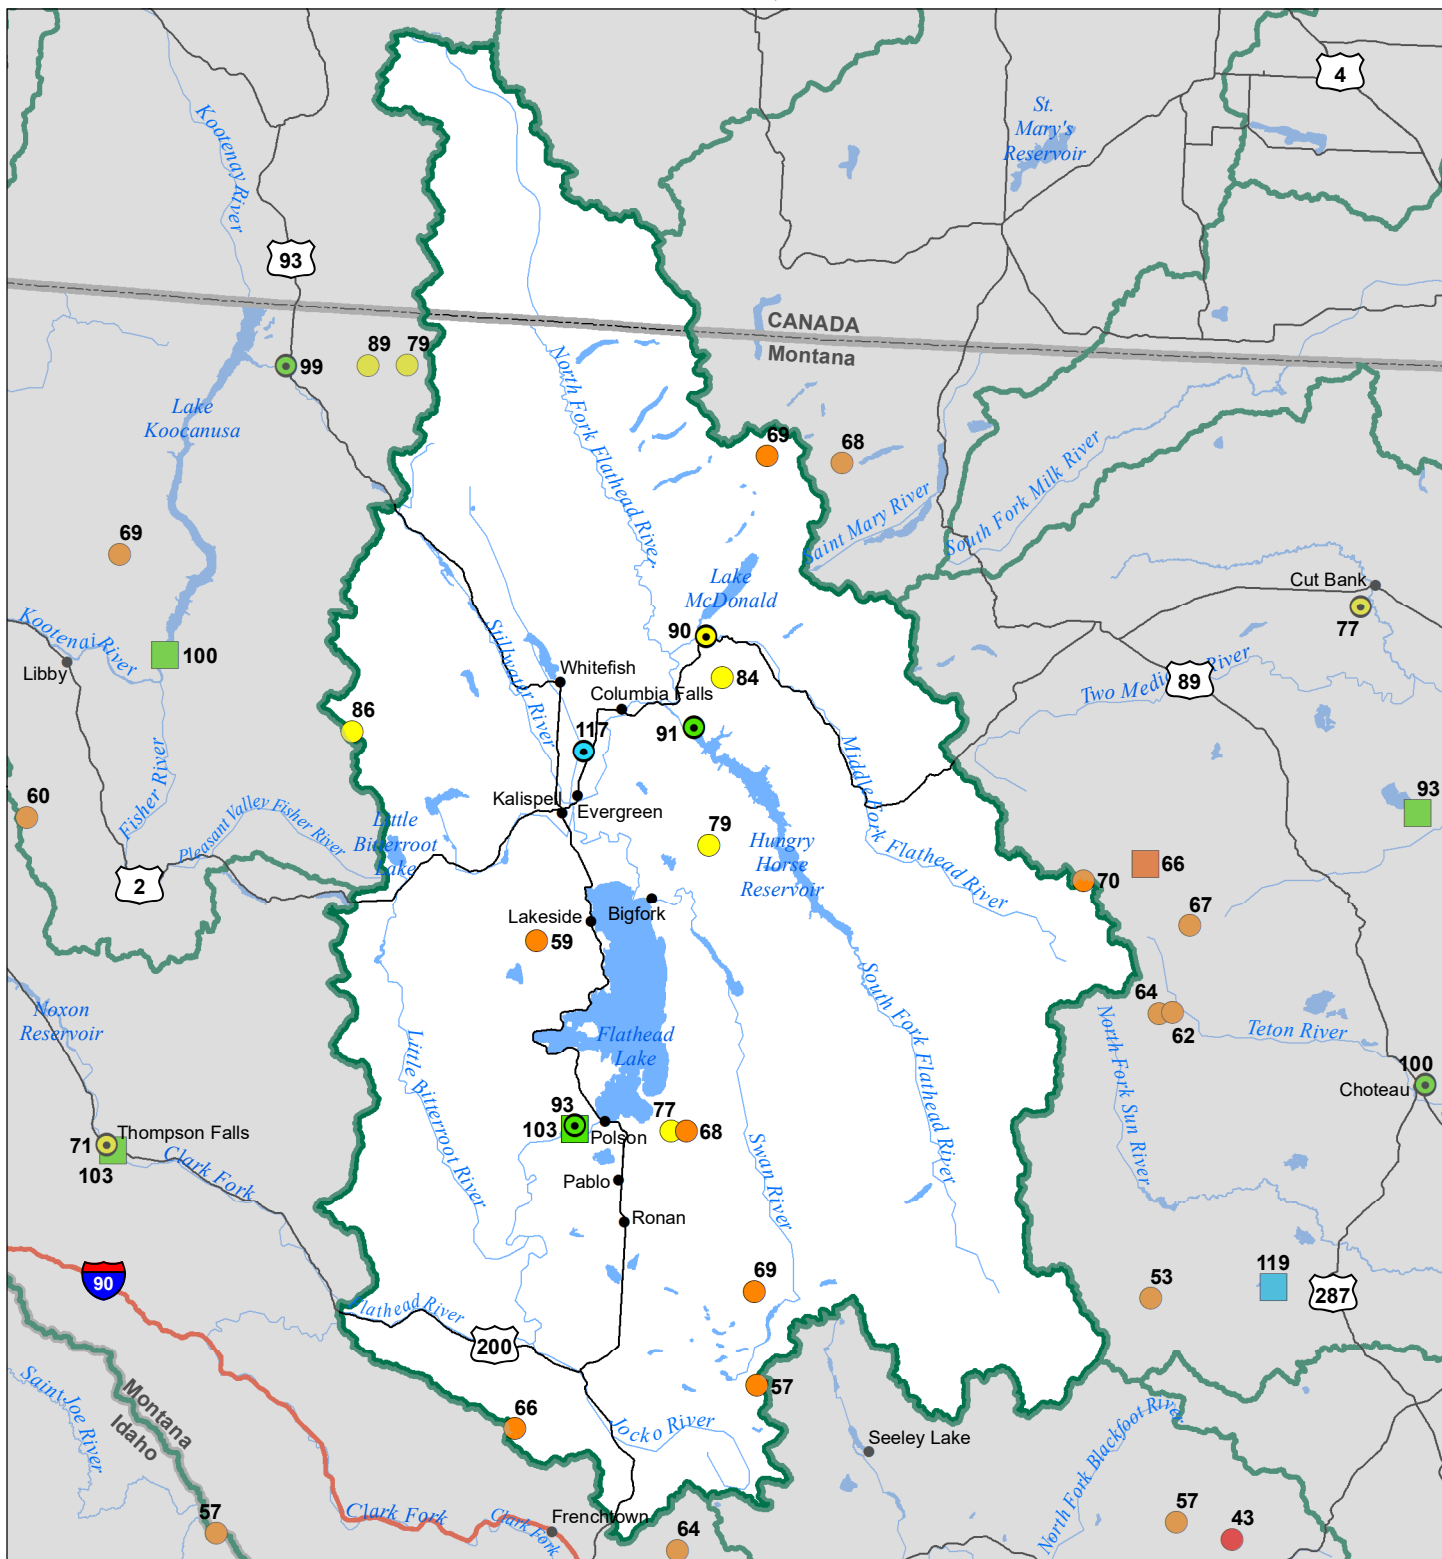 4
St.
Mary's
Reservoir
Kootenay River
93
CANADA
Montana
89
79
99
North Fork Flathead River
Lake
Koocanusa
69
68
Saint Mary River
South Fork Milk River
69
Lake
McDonald
Cut Bank
77
90
Kootenai River
Libby
100
Stillwater River
Whitefish
84
Columbia Falls
Two Medic River
89
86
117
91
Middle Fork Flathead River
60
Fisher River
Pleasant Valley Fisher River
Kalispell
Evergreen
Little
Bitterroot
Lake
79
Hungry
Horse
Reservoir
93
2
66
70
67
Lakeside
Bigfork
59
South Fork Flathead River
Noxon
Reservoir
Flathead
Lake
Little Bitterroot River
64
62
North Fork Sun River
Teton River
100
Choteau
93
103
Polson
77
68
71
Thompson Falls
103
Clark Fork
Pablo
Swan River
Ronan
90
69
53
119
287
Flathead River
200
57
Saint Joe River
Montana
Idaho
66
Jocko River
Seeley Lake
North Fork Blackfoot River
57
Clark Fork
Clark Fork
Frenchtown
64
57
43